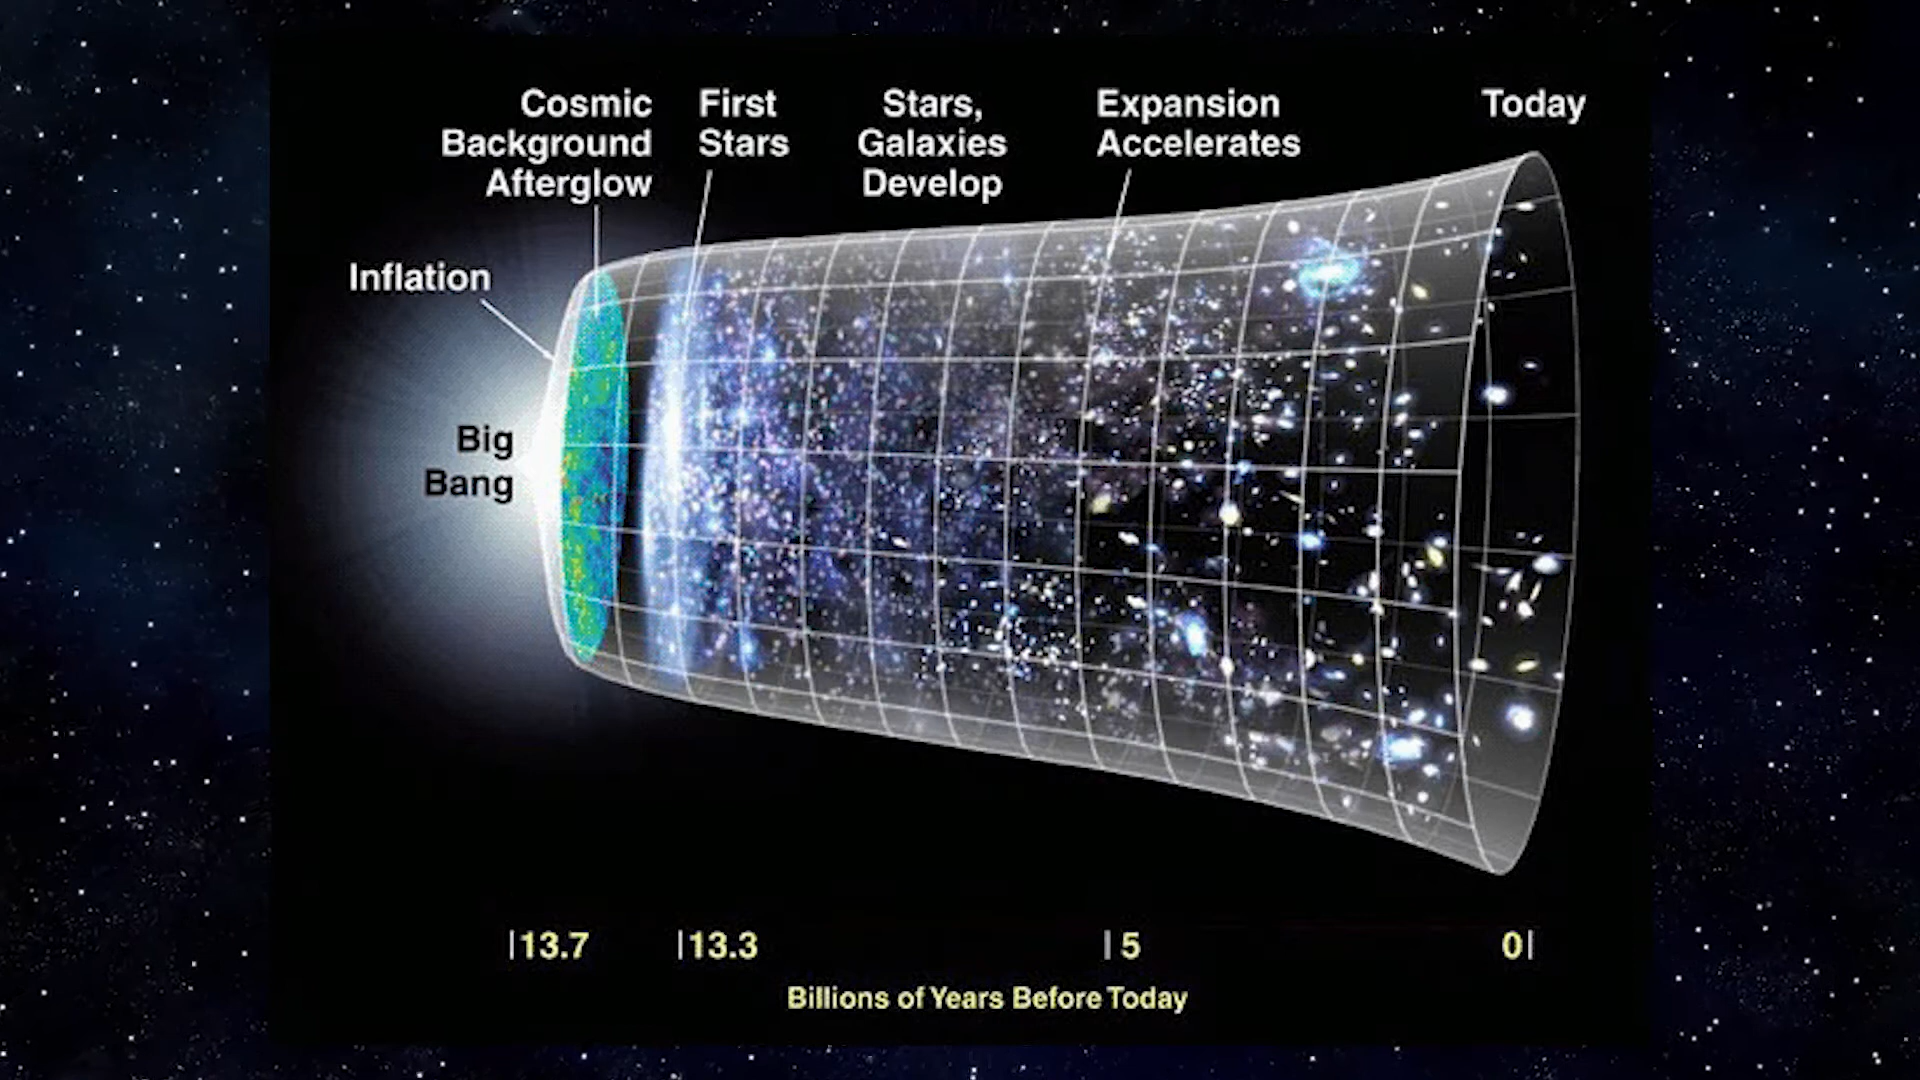 Cosmic
Background
Afterglow
First
Stars
Stars,
Galaxies
Develop
Expansion
Accelerates
Today
Inflation
Big
Bang
13.7
13.3
5
0
Billions of Years Before Today